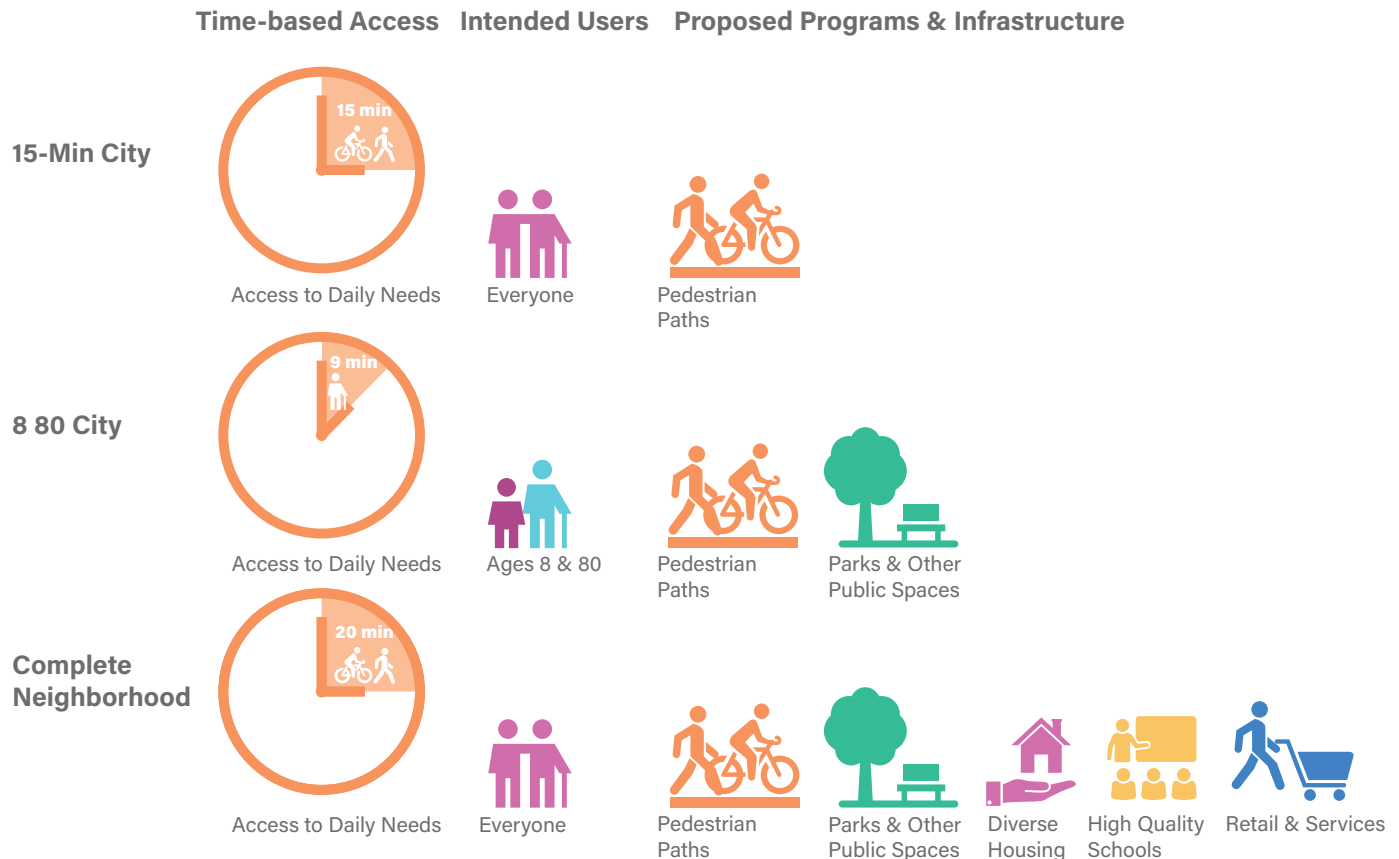 Time-based Access Intended Users Proposed Programs & Infrastructure
15-Min City
15 min
Access to Daily Needs
Everyone
Pedestrian
Paths
8 80 City
9 min
Access to Daily Needs
Ages 8 & 80
Pedestrian
Paths
Parks & Other
Public Spaces
Complete
Neighborhood
20 min
Access to Daily Needs
Everyone
Pedestrian
Paths
Parks & Other
Public Spaces
Diverse
Housing
High Quality
Schools
Retail & Services